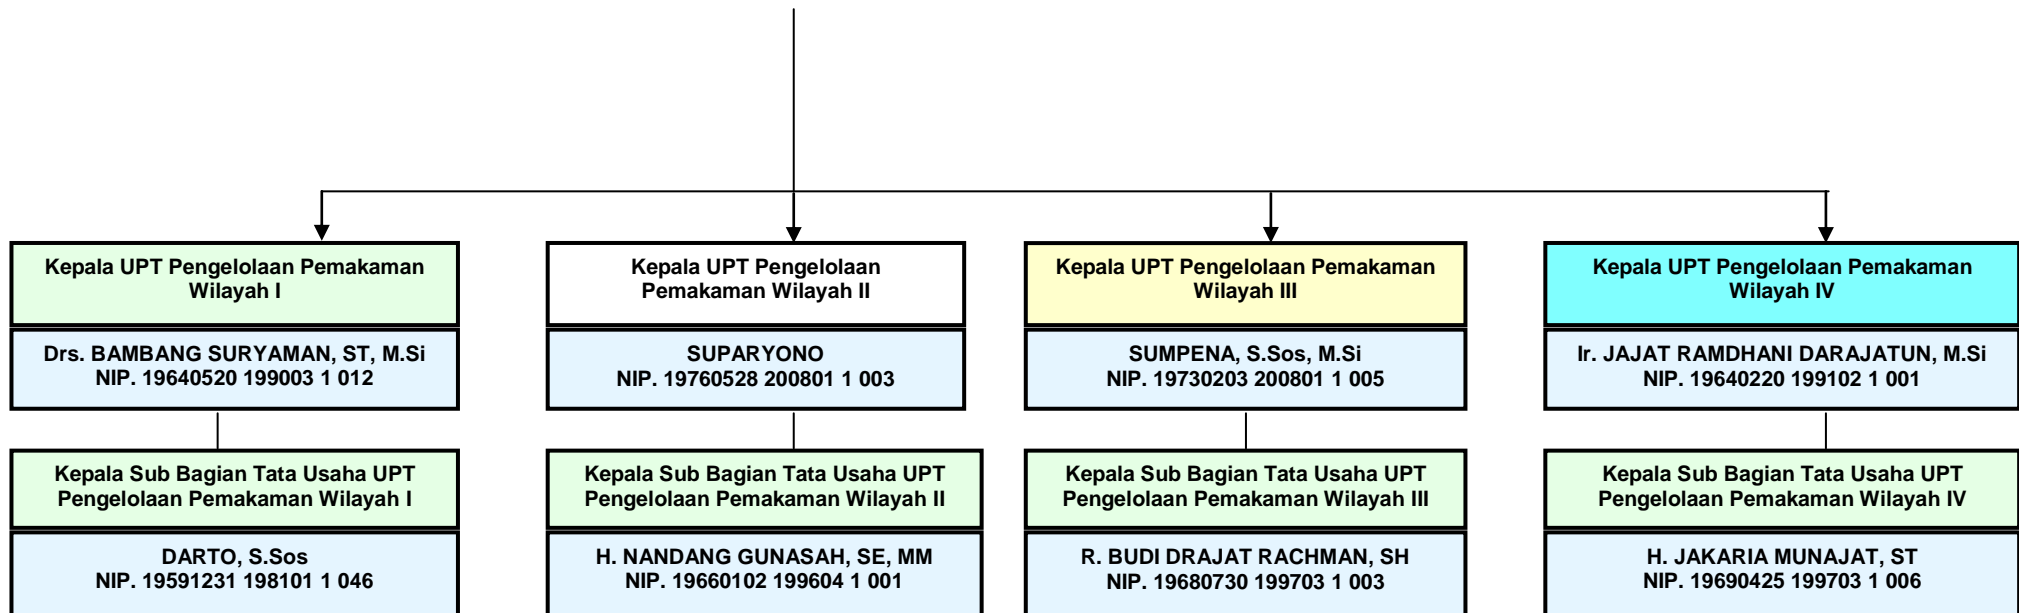 Kepala UPT Pengelolaan Pemakaman
Wilayah I
Drs. BAMBANG SURYAMAN, ST, M.Si
NIP. 19640520 199003 1 012
Kepala Sub Bagian Tata Usaha UPT
Pengelolaan Pemakaman Wilayah I
DARTO, S.Sos
NIP. 19591231 198101 1 046
Kepala UPT Pengelolaan
Pemakaman Wilayah II
SUPARYONO
NIP. 19760528 200801 1 003
Kepala Sub Bagian Tata Usaha UPT
Pengelolaan Pemakaman Wilayah II
H. NANDANG GUNASAH, SE, MM
NIP. 19660102 199604 1 001
Kepala UPT Pengelolaan Pemakaman
Wilayah III
SUMPENA, S.Sos, M.Si
NIP. 19730203 200801 1 005
Kepala Sub Bagian Tata Usaha UPT
Pengelolaan Pemakaman Wilayah III
R. BUDI DRAJAT RACHMAN, SH
NIP. 19680730 199703 1 003
Kepala UPT Pengelolaan Pemakaman
Wilayah IV
Ir. JAJAT RAMDHANI DARAJATUN, M.Si
NIP. 19640220 199102 1 001
Kepala Sub Bagian Tata Usaha UPT
Pengelolaan Pemakaman Wilayah IV
H. JAKARIA MUNAJAT, ST
NIP. 19690425 199703 1 006